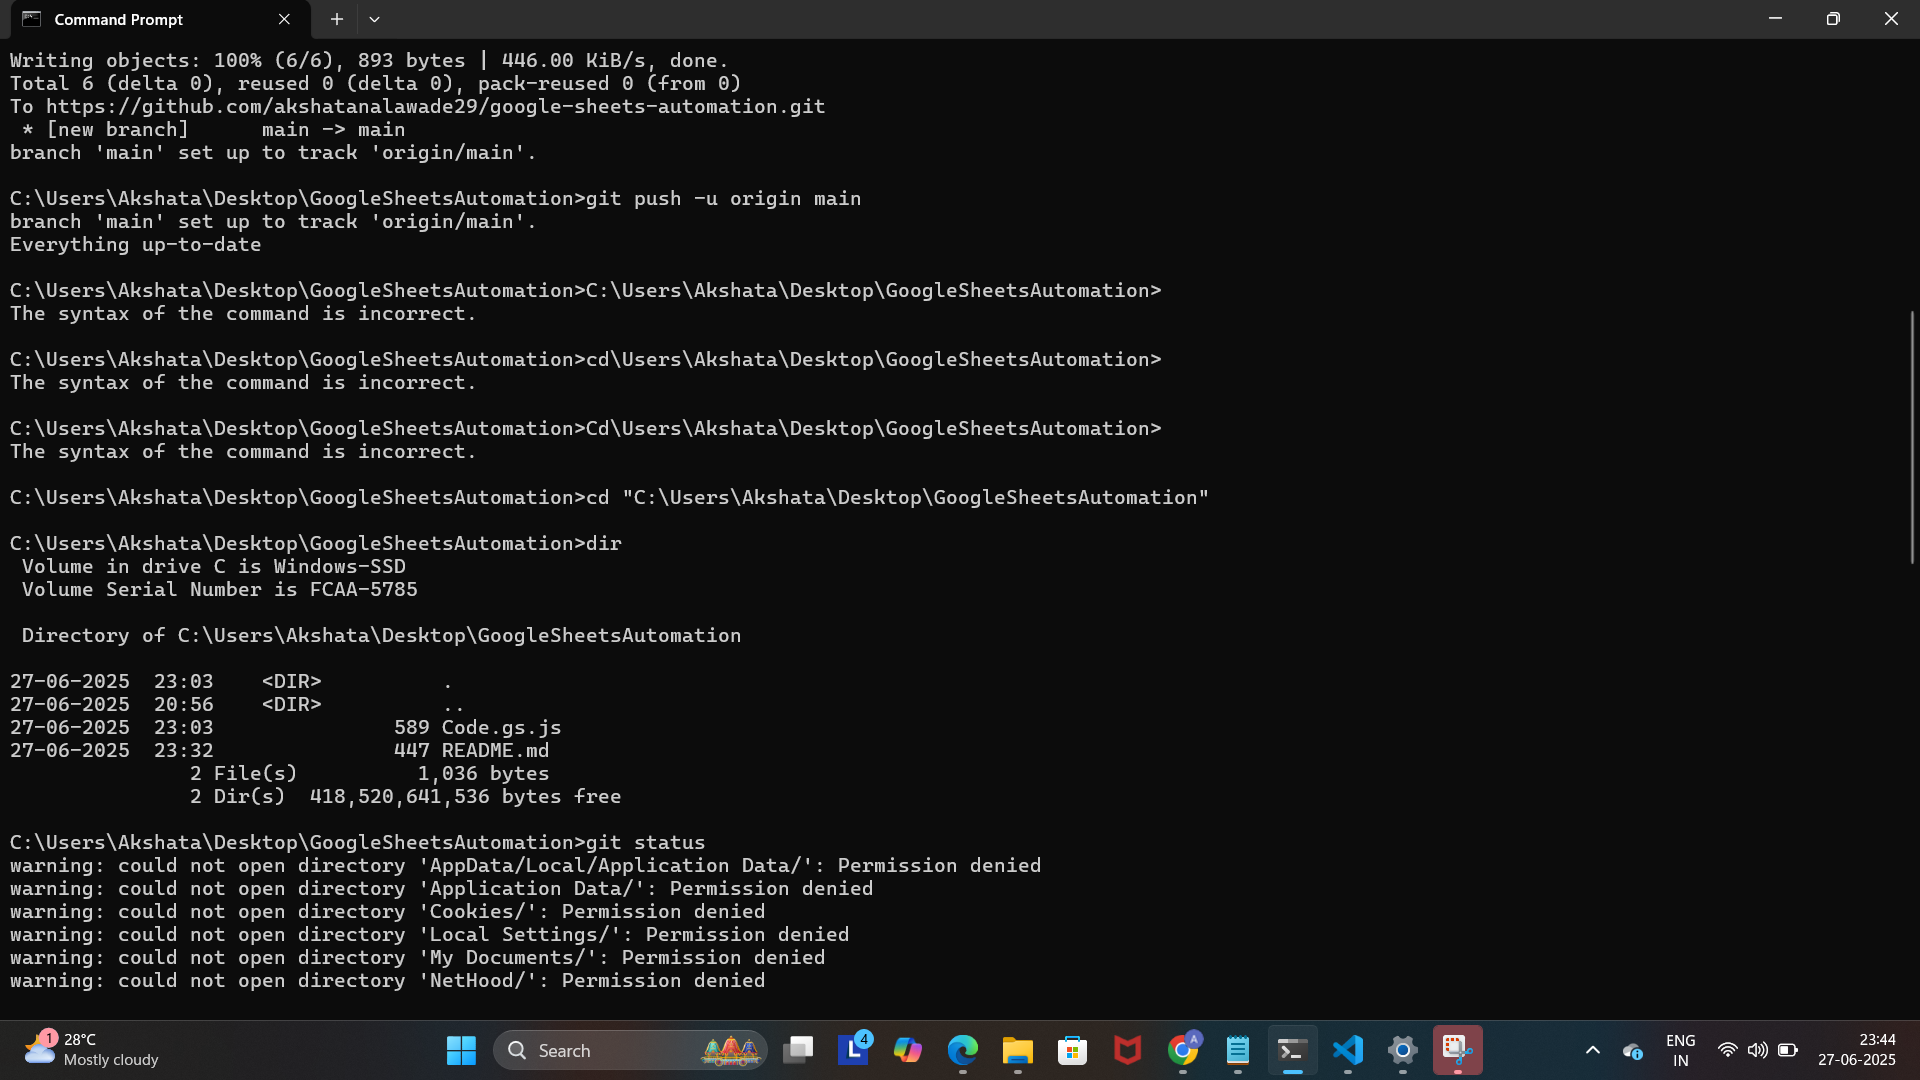 Command Prompt
Writing objects: 100% (6/6), 893 bytes | 446.00 KiB/s, done.
Total 6 (delta 0), reused 0 (delta 0), pack-reused 0 (from 0)
To https://github.com/akshatanalawade29/google-sheets-automation.git
 * [new branch]      main -> main
branch 'main' set up to track 'origin/main'.

C:\Users\Akshata\Desktop\GoogleSheetsAutomation>git push -u origin main
branch 'main' set up to track 'origin/main'.
Everything up-to-date

C:\Users\Akshata\Desktop\GoogleSheetsAutomation>C:\Users\Akshata\Desktop\GoogleSheetsAutomation>
The syntax of the command is incorrect.

C:\Users\Akshata\Desktop\GoogleSheetsAutomation>cd\Users\Akshata\Desktop\GoogleSheetsAutomation>
The syntax of the command is incorrect.

C:\Users\Akshata\Desktop\GoogleSheetsAutomation>Cd\Users\Akshata\Desktop\GoogleSheetsAutomation>
The syntax of the command is incorrect.

C:\Users\Akshata\Desktop\GoogleSheetsAutomation>cd "C:\Users\Akshata\Desktop\GoogleSheetsAutomation"

C:\Users\Akshata\Desktop\GoogleSheetsAutomation>dir
 Volume in drive C is Windows-SSD
 Volume Serial Number is FCAA-5785

 Directory of C:\Users\Akshata\Desktop\GoogleSheetsAutomation

27-06-2025  23:03    <DIR>          .
27-06-2025  20:56    <DIR>          ..
27-06-2025  23:03               589 Code.gs.js
27-06-2025  23:32               447 README.md
               2 File(s)          1,036 bytes
               2 Dir(s)  418,520,641,536 bytes free

C:\Users\Akshata\Desktop\GoogleSheetsAutomation>git status
warning: could not open directory 'AppData/Local/Application Data/': Permission denied
warning: could not open directory 'Application Data/': Permission denied
warning: could not open directory 'Cookies/': Permission denied
warning: could not open directory 'Local Settings/': Permission denied
warning: could not open directory 'My Documents/': Permission denied
warning: could not open directory 'NetHood/': Permission denied
1
28°C
Mostly cloudy
Search
L
4
A
ENG
IN
23:44
27-06-2025